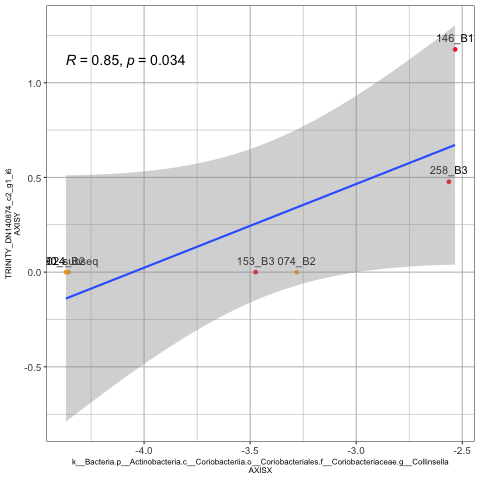 146_B1
R = 0.85, p = 0.034
1.0
258_B3
0.5
153_B3 074_B2
0.0
-0.5
-4.0 -3.5 -3.0 -2.5
k__Bacteria.p__Actinobacteria.c__Coriobacteriia.o__Coriobacteriales.f__Coriobacteriaceae.g__Collinsella
AXISX
TRINITY_DN140874_c2_g1_i6
AXISY